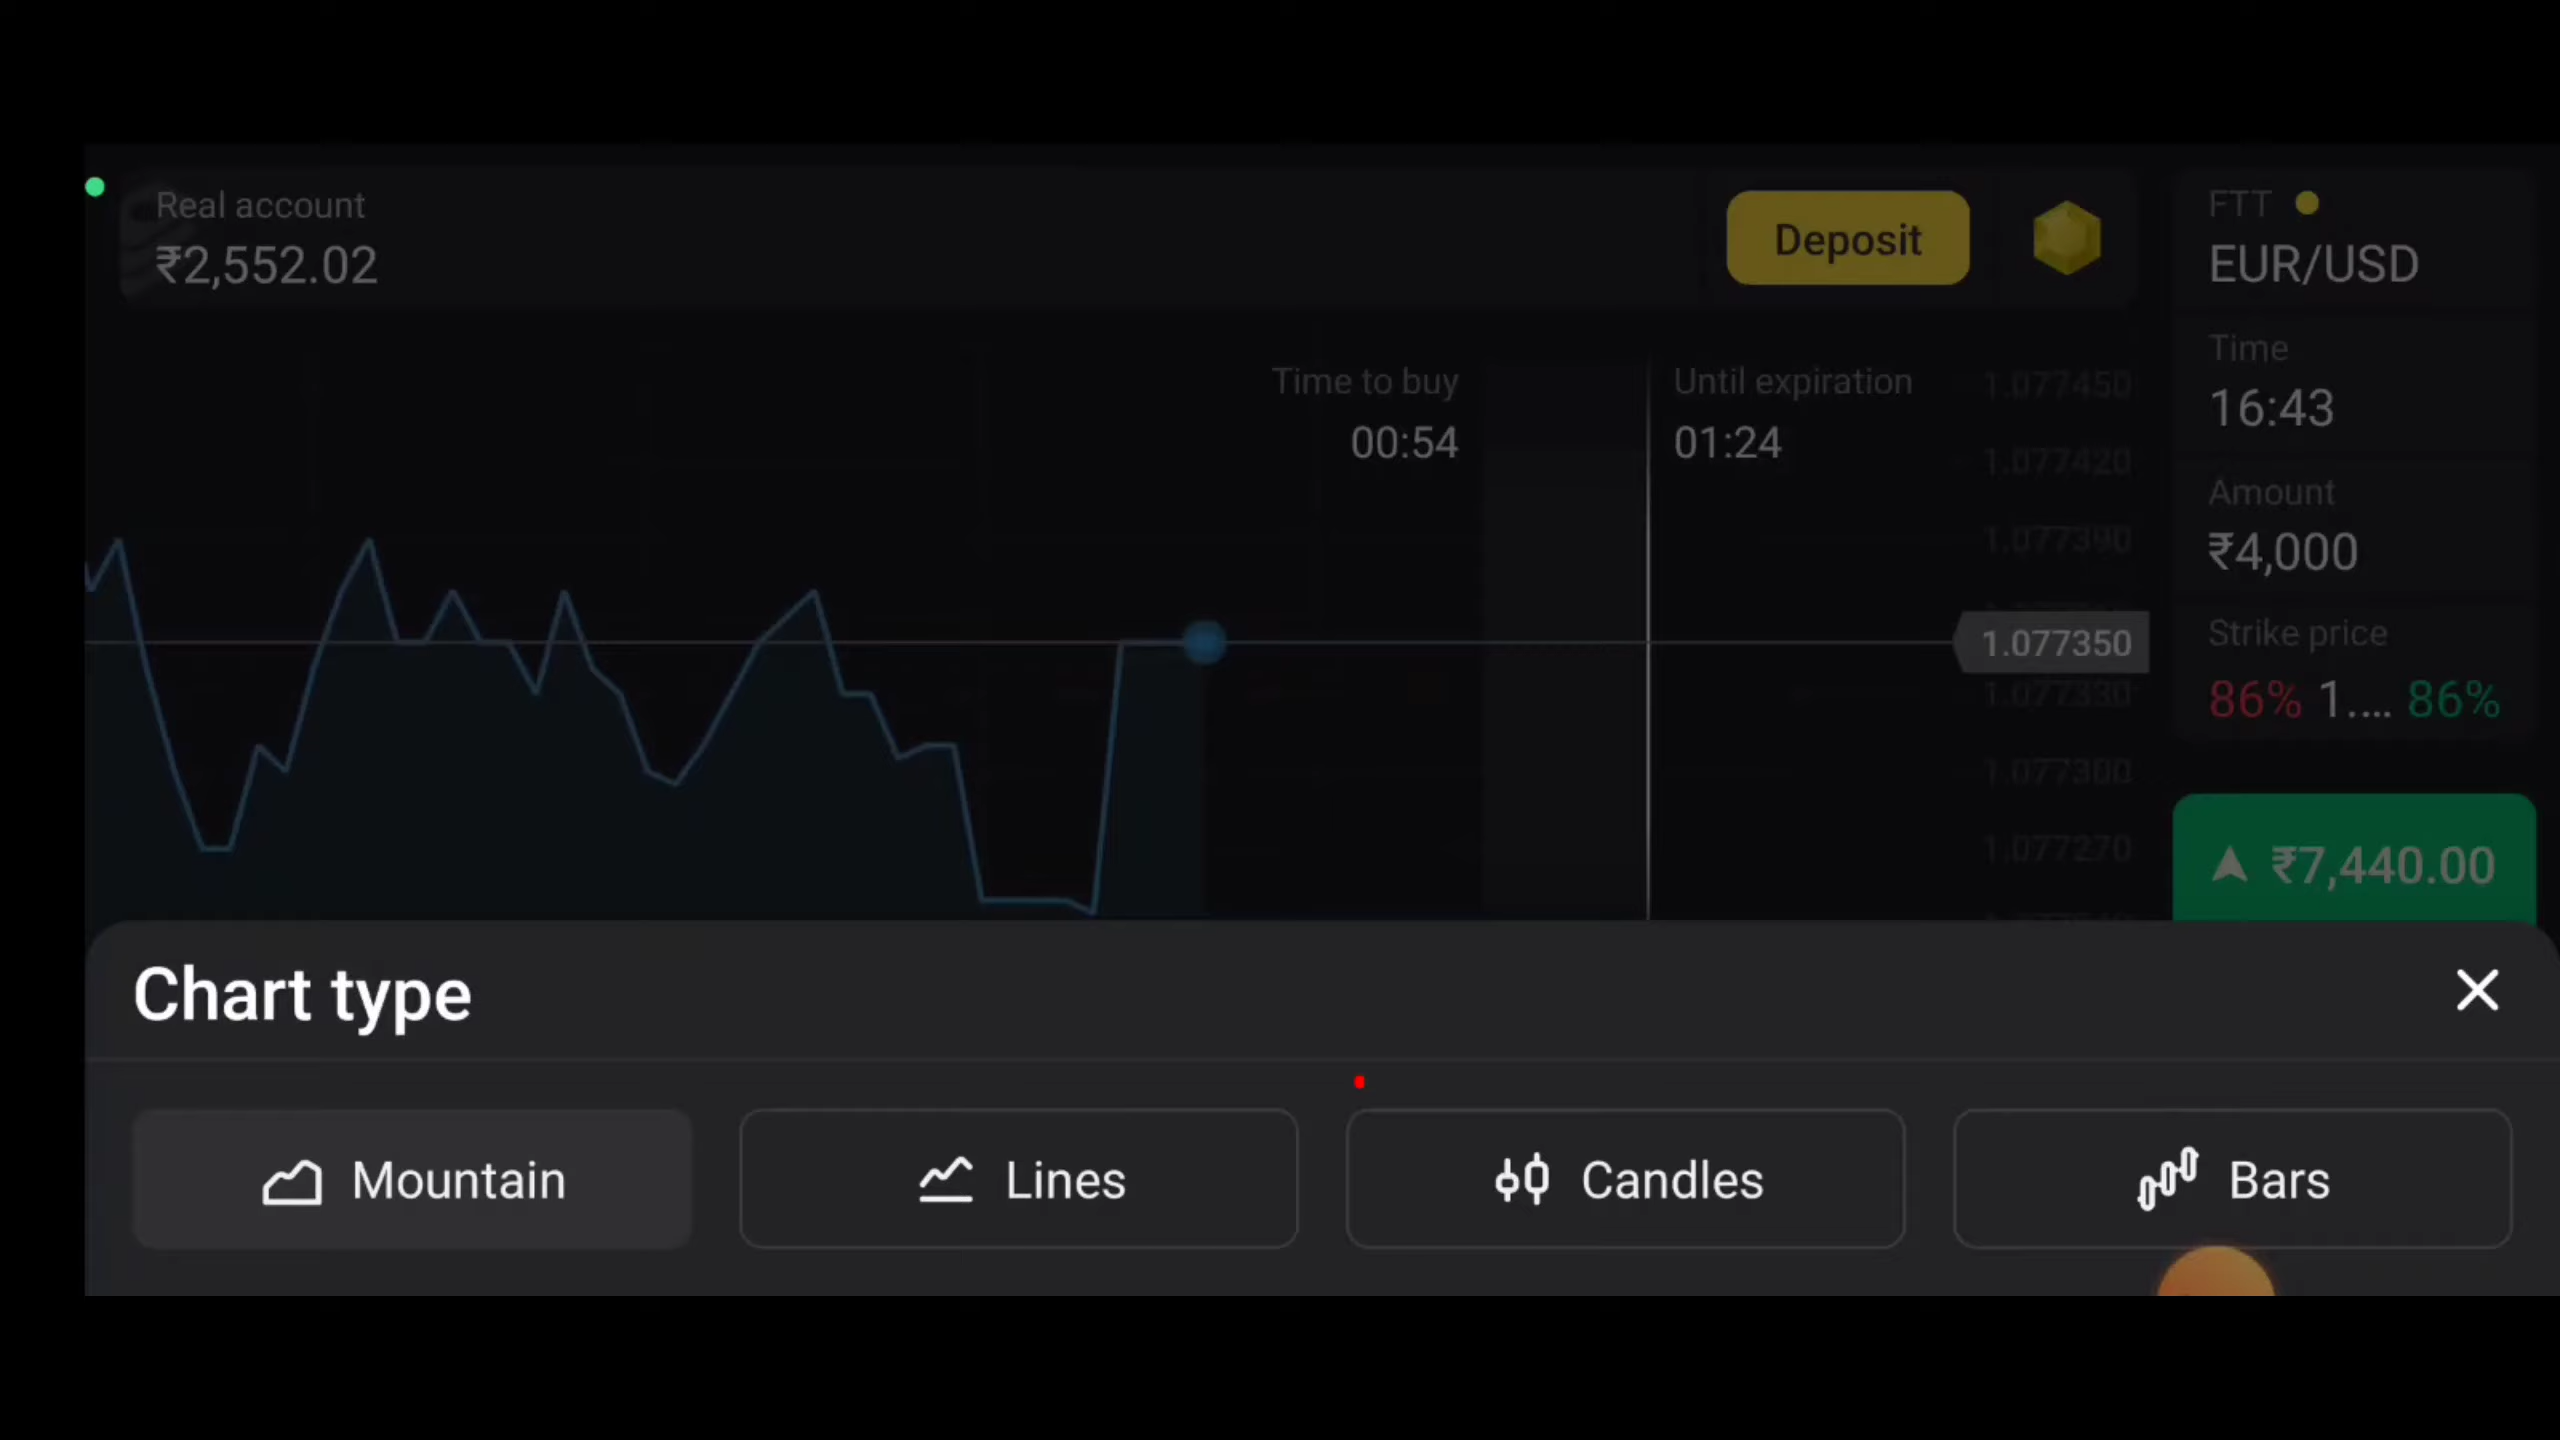 Real account
₹2,552.02
Deposit
FTT
EUR/USD
Time to buy
00:54
Until expiration
01:24
1.077450
1.077420
1.077390
1.077350
1.077330
1.077300
1.077270
Time
16:43
Amount
₹4,000
Strike price
86% 1.... 86%
₹7,440.00
Chart type
Mountain
Lines
Candles
Bars